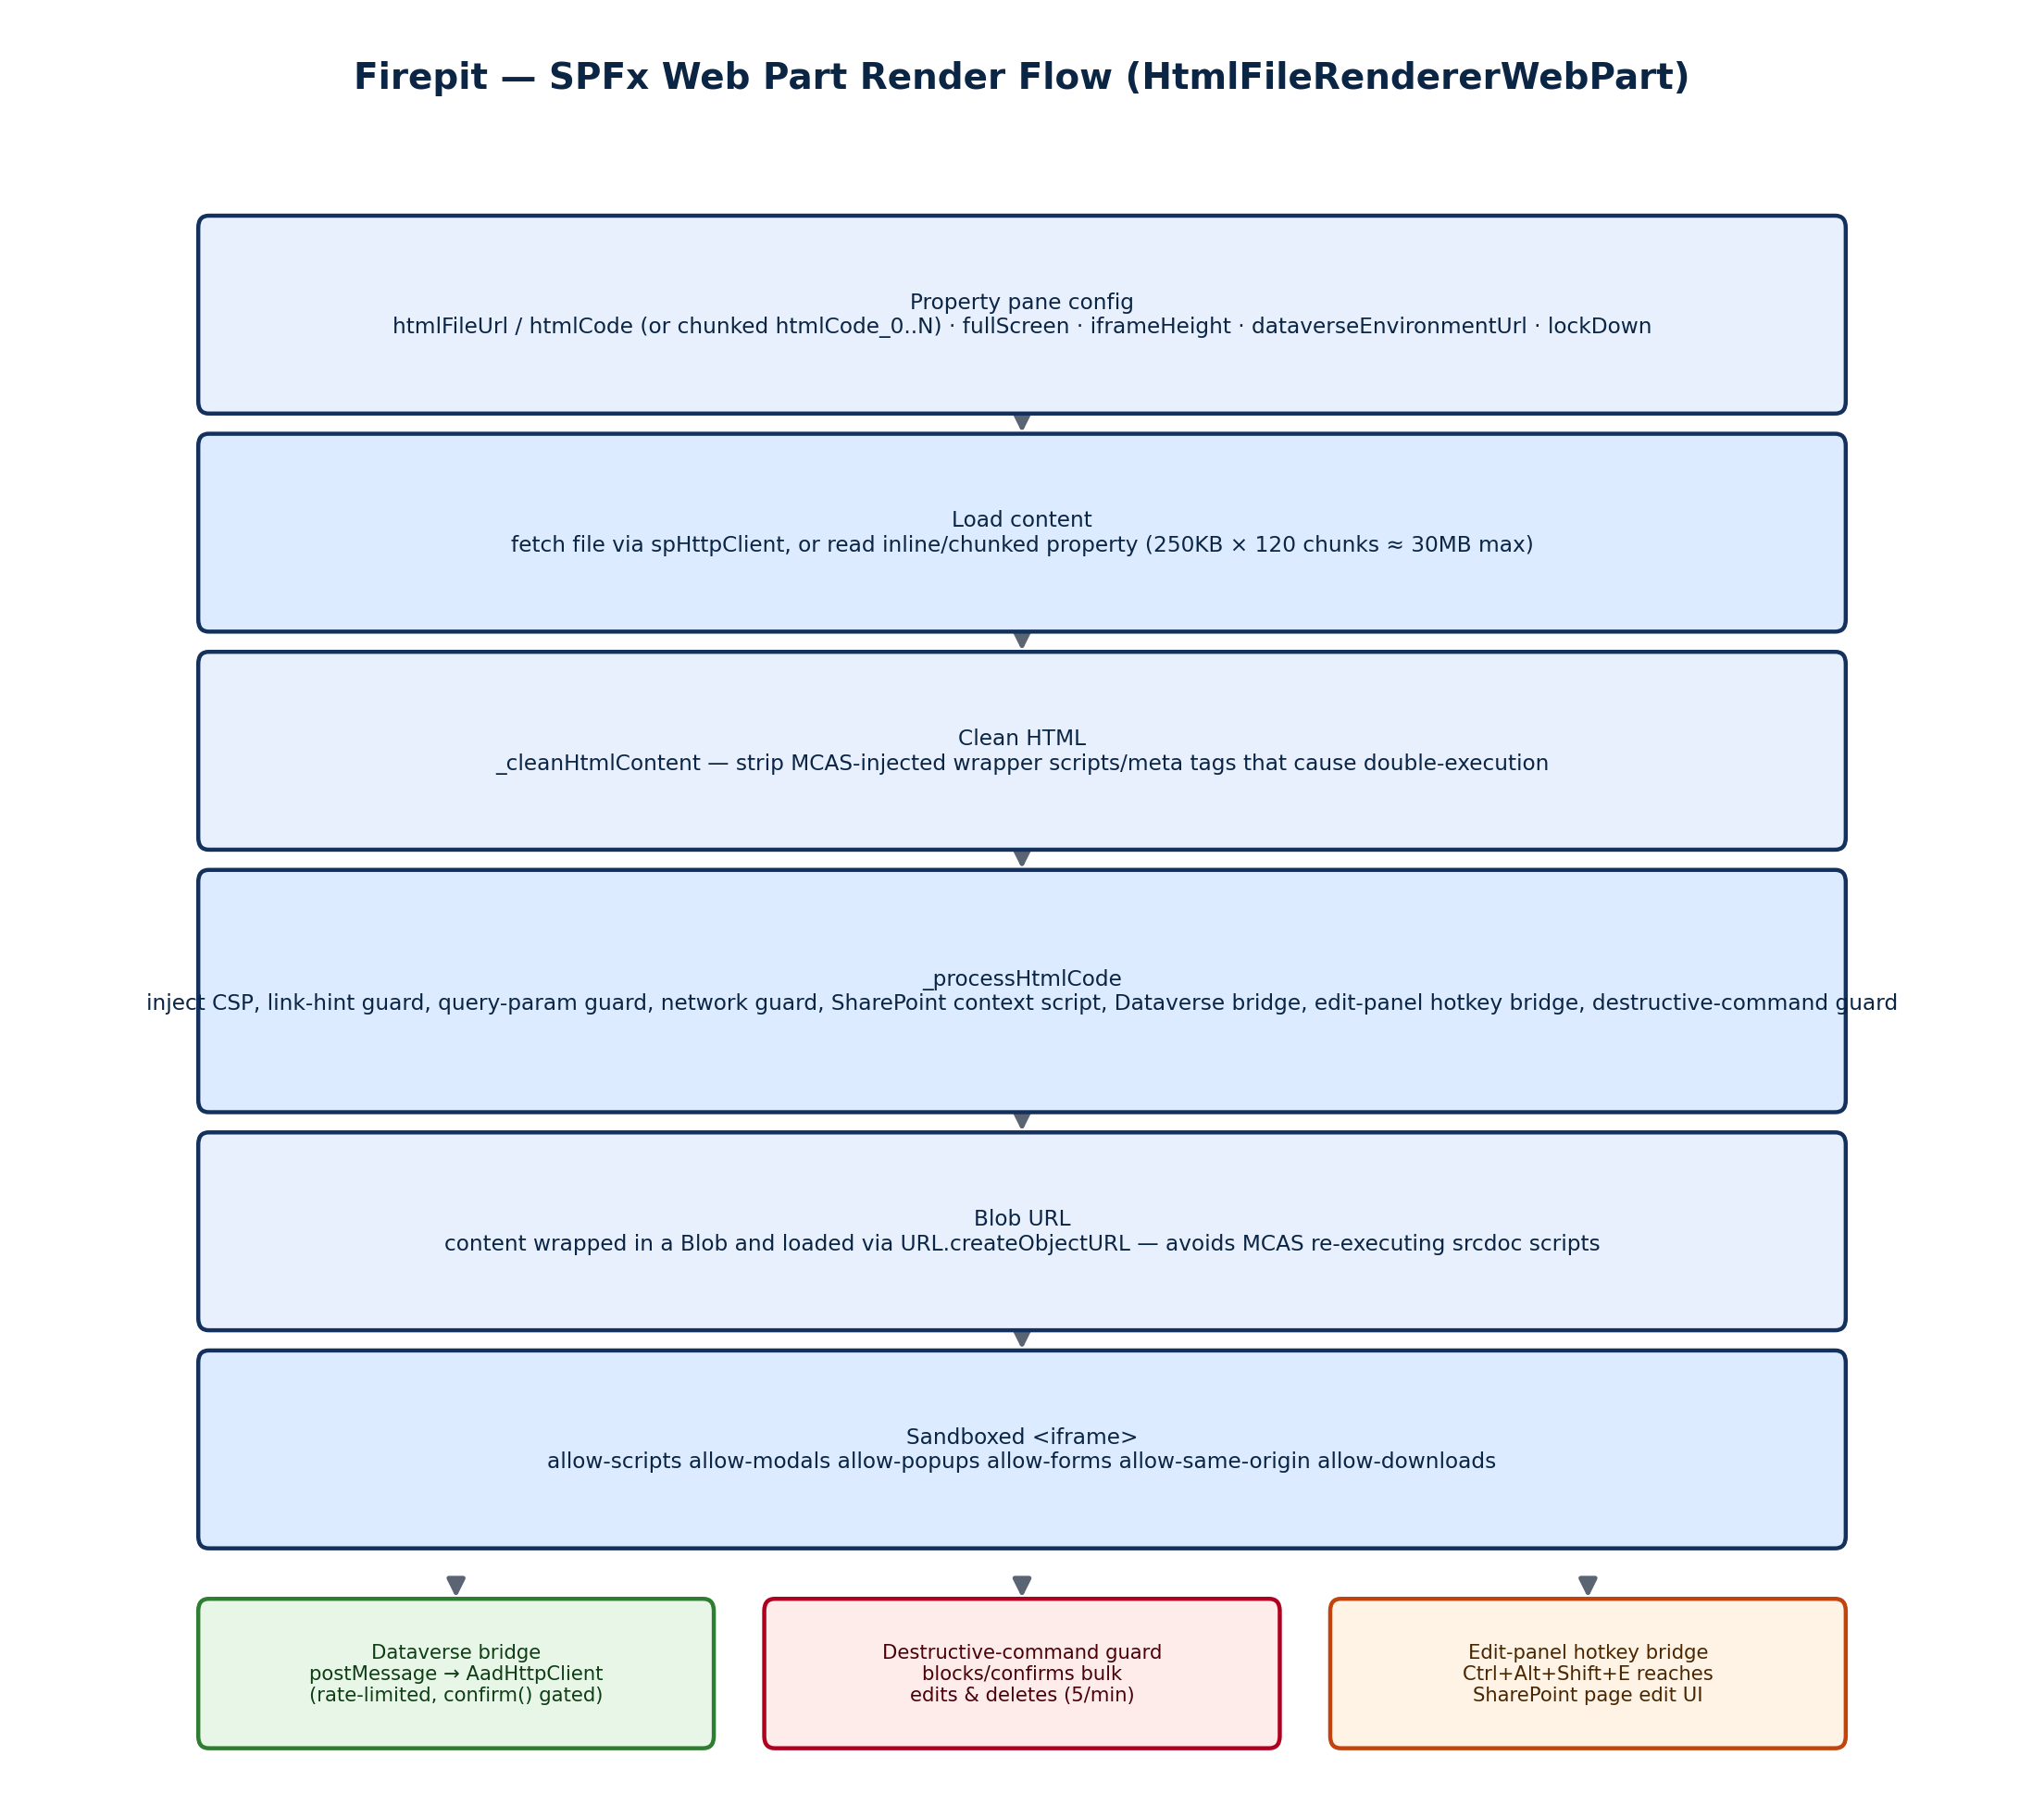 Firepit — SPFx Web Part Render Flow (HtmlFileRendererWebPart)
Property pane config
htmlFileUrl / htmlCode (or chunked htmlCode_0..N) · fullScreen · iframeHeight · dataverseEnvironmentUrl · lockDown
Load content
fetch file via spHttpClient, or read inline/chunked property (250KB × 120 chunks ≈ 30MB max)
Clean HTML
_cleanHtmlContent — strip MCAS-injected wrapper scripts/meta tags that cause double-execution
_processHtmlCode
inject CSP, link-hint guard, query-param guard, network guard, SharePoint context script, Dataverse bridge, edit-panel hotkey bridge, destructive-command guard
Blob URL
content wrapped in a Blob and loaded via URL.createObjectURL — avoids MCAS re-executing srcdoc scripts
Sandboxed <iframe>
allow-scripts allow-modals allow-popups allow-forms allow-same-origin allow-downloads
Dataverse bridge
postMessage → AadHttpClient
(rate-limited, confirm() gated)
Destructive-command guard
blocks/confirms bulk
edits & deletes (5/min)
Edit-panel hotkey bridge
Ctrl+Alt+Shift+E reaches
SharePoint page edit UI